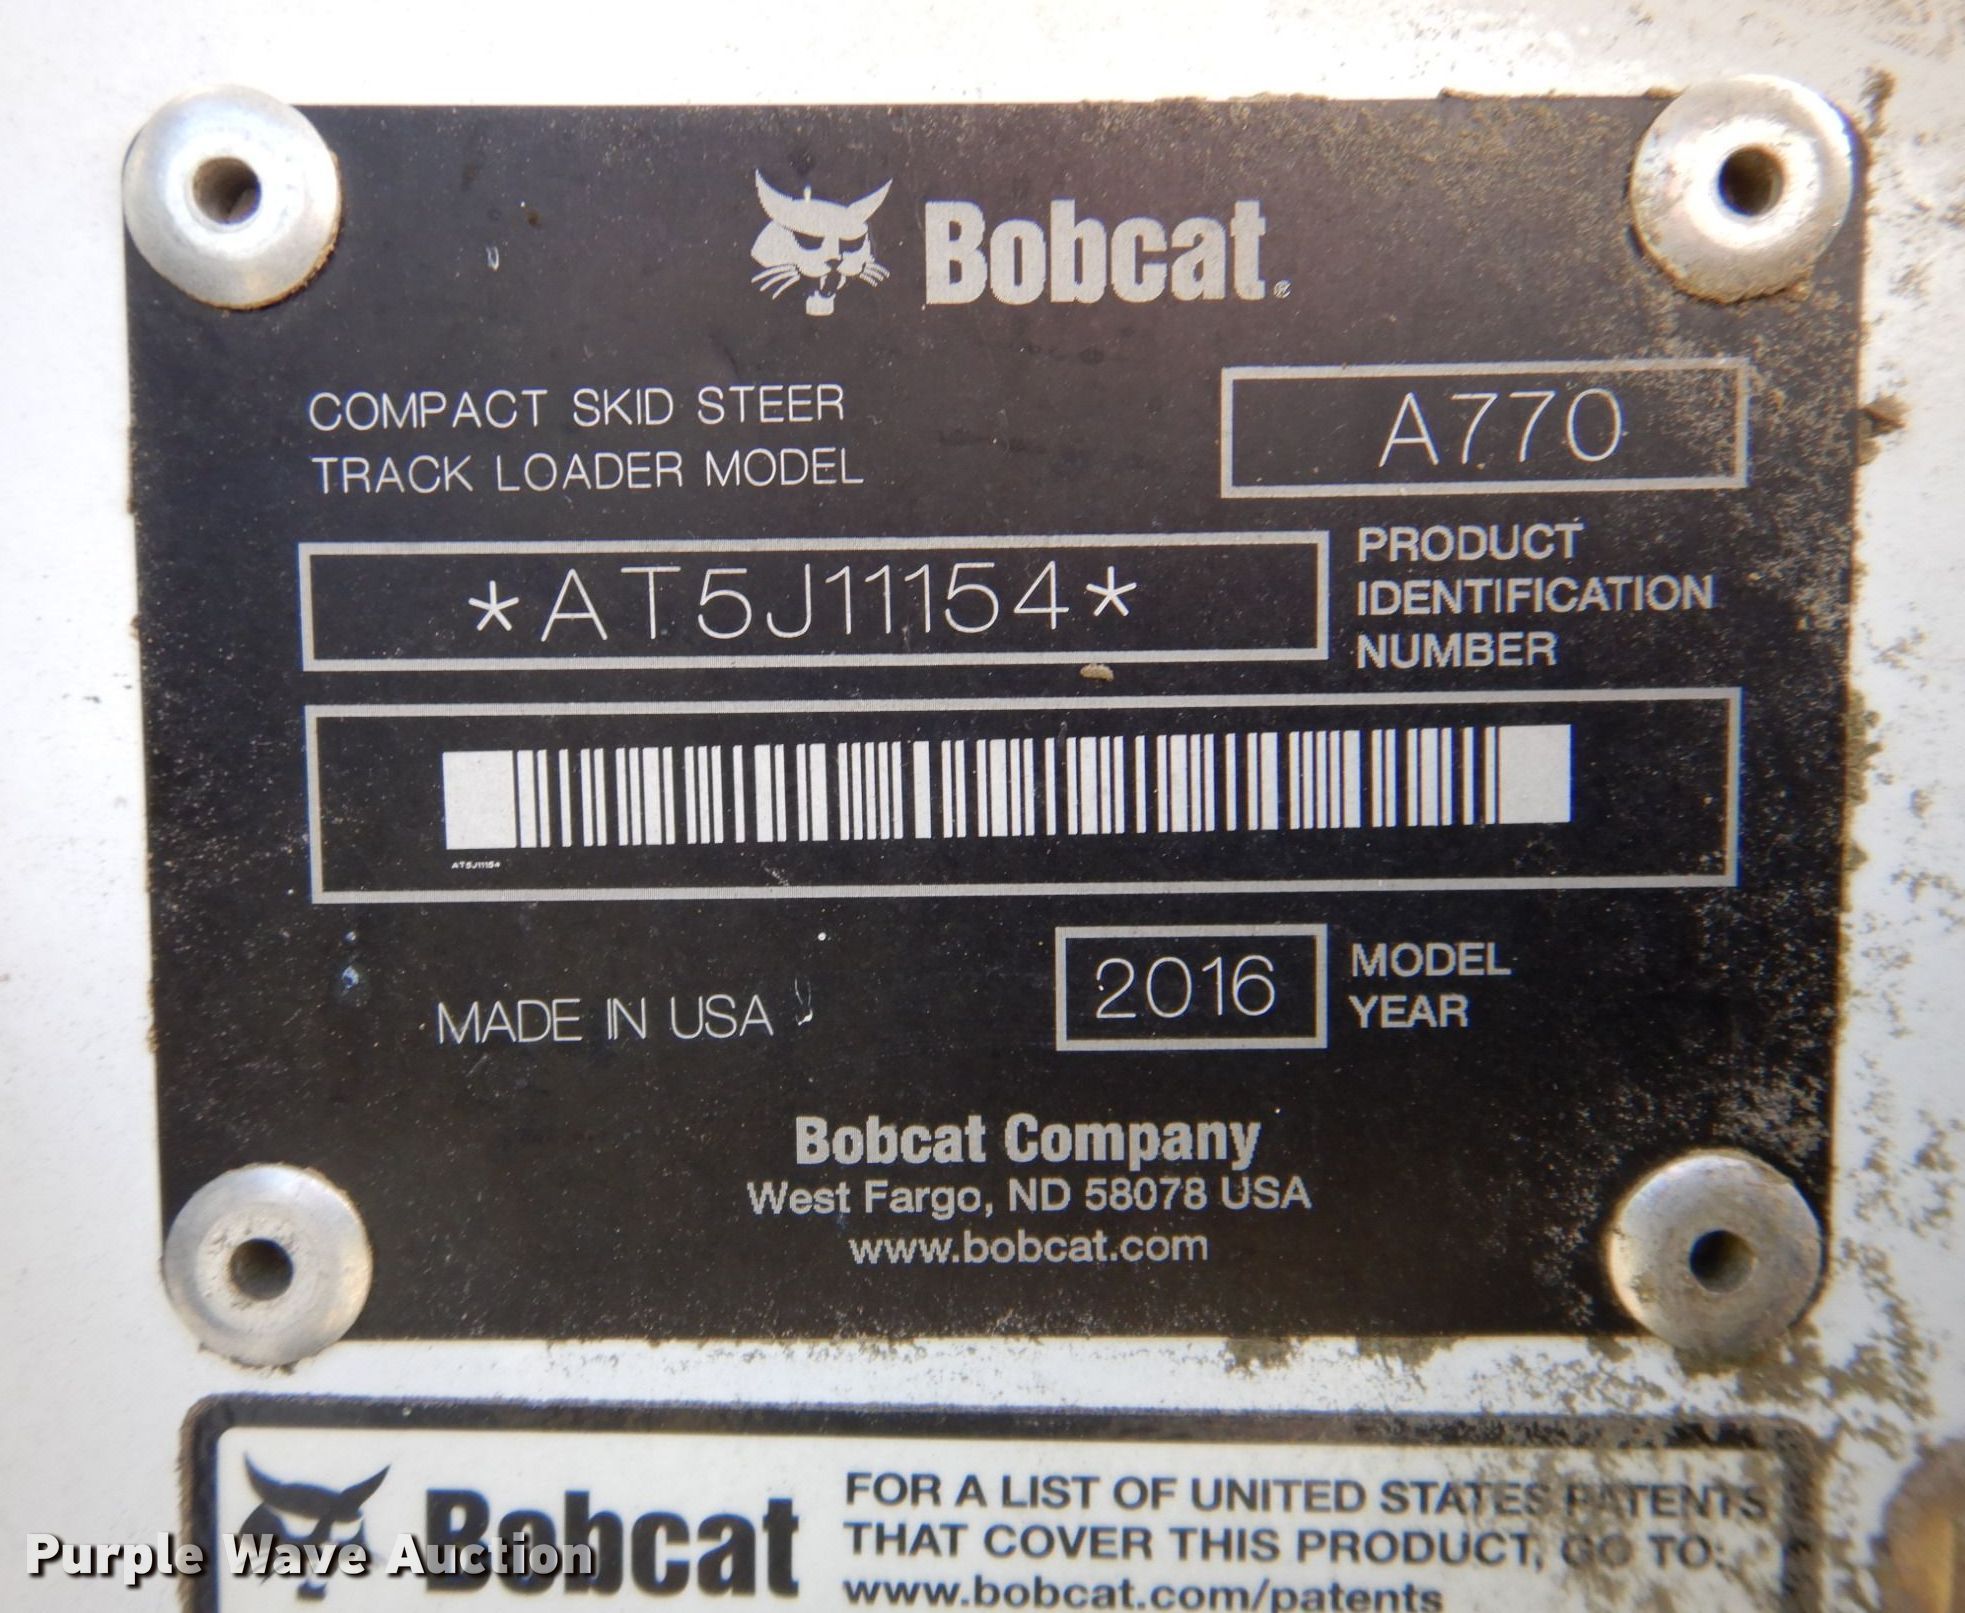 Bobcat®
COMPACT SKID STEER
TRACK LOADER MODEL
A770
*AT5J11154*
PRODUCT
IDENTIFICATION
NUMBER
AT5J11154
MADE IN USA
2016
MODEL
YEAR
Bobcat Company
West Fargo, ND 58078 USA
www.bobcat.com
Bobcat
FOR A LIST OF UNITED STATES PATENTS
THAT COVER THIS PRODUCT, GO TO:
www.bobcat.com/patents
Purple Wave Auction